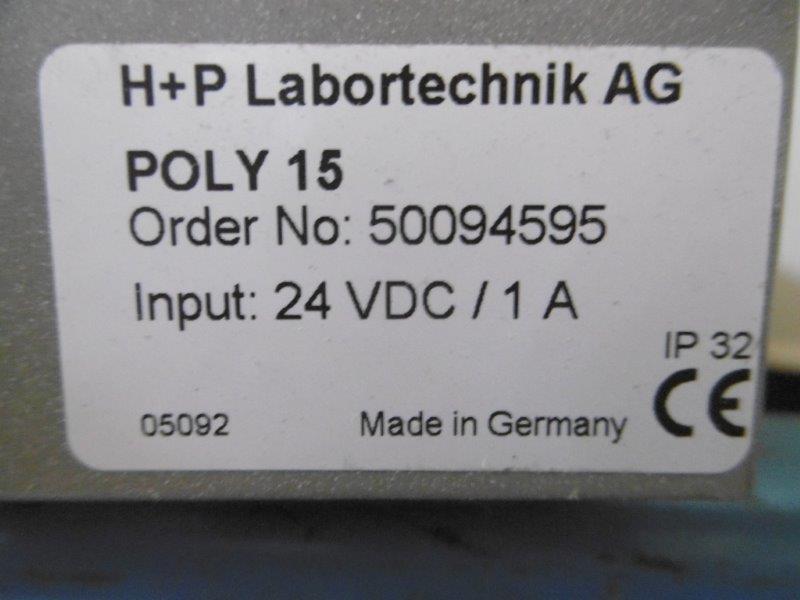 H+P Labortechnik AG
POLY 15
Order No: 50094595
Input: 24 VDC / 1 A
IP 32
05092 Made in Germany CE